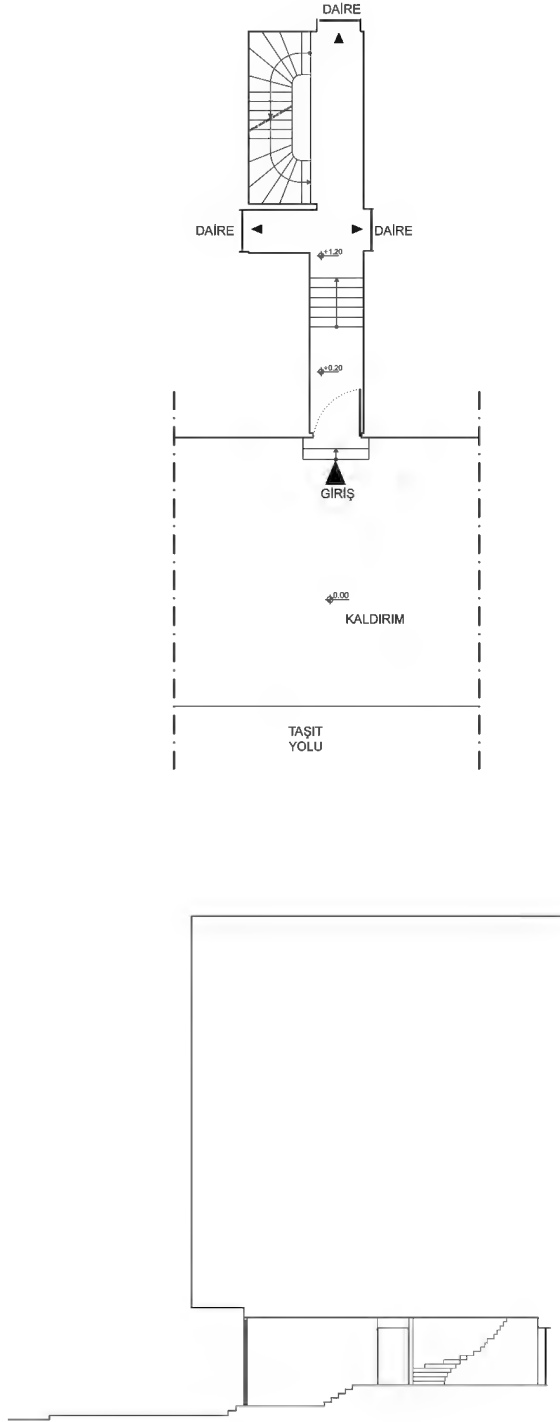 DAİRE
DAİRE
DAİRE
+1.20
+0.20
GİRİŞ
0.00
KALDIRIM
TAŞIT
YOLU